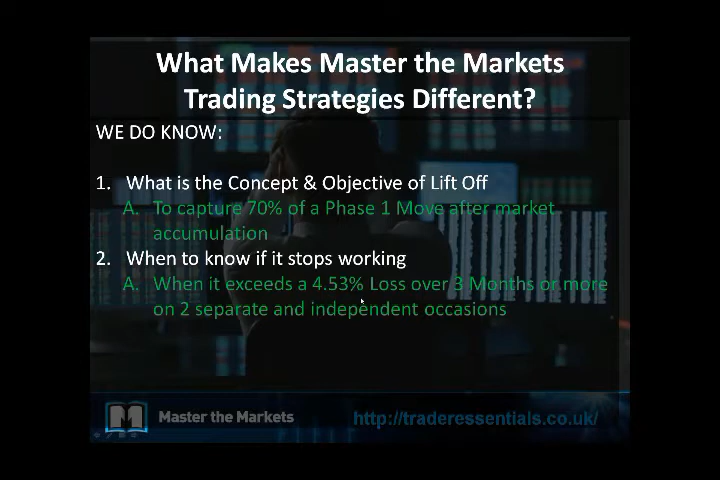 What Makes Master the Markets
Trading Strategies Different?
WE DO KNOW:
1. What is the Concept & Objective of Lift Off
A. To capture 70% of a Phase 1 Move after market
accumulation
2. When to know if it stops working
A. When it exceeds a 4.53% Loss over 3 Months or more
on 2 separate and independent occasions
Master the Markets
http://traderessentials.co.uk/